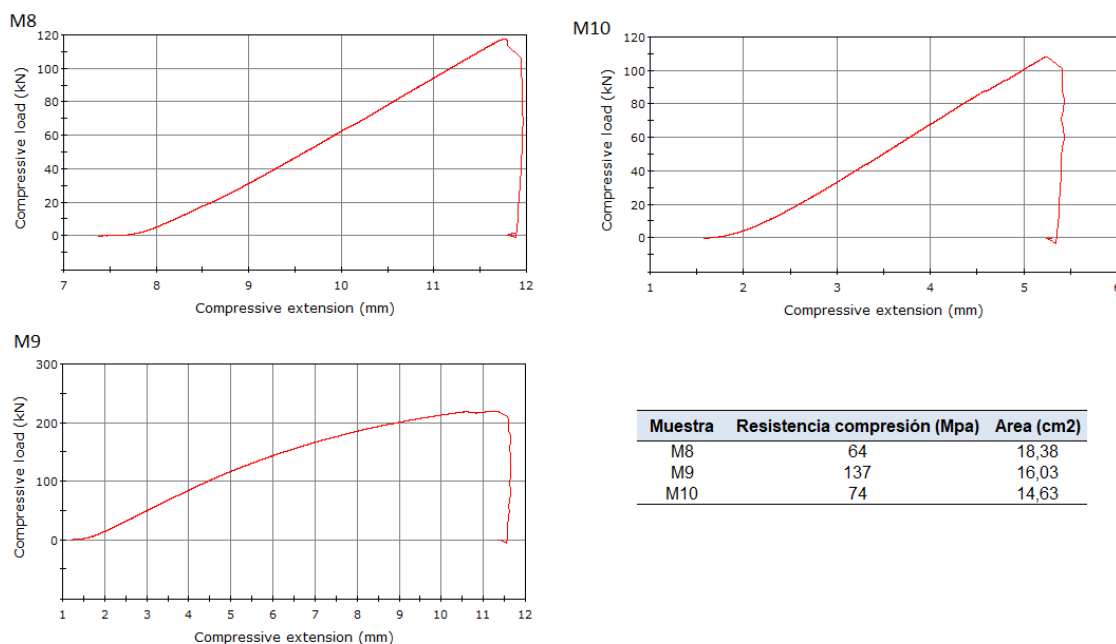 M8
120
100
80
60
40
20
0
7 8 9 10 11 12
Compressive load (kN)
Compressive extension (mm)
M10
120
100
80
60
40
20
0
1 2 3 4 5 6
Compressive load (kN)
Compressive extension (mm)
M9
300
200
100
0
1 2 3 4 5 6 7 8 9 10 11 12
Compressive load (kN)
Compressive extension (mm)
Muestra Resistencia compresión (Mpa) Area (cm2)
M8 64 18,38
M9 137 16,03
M10 74 14,63